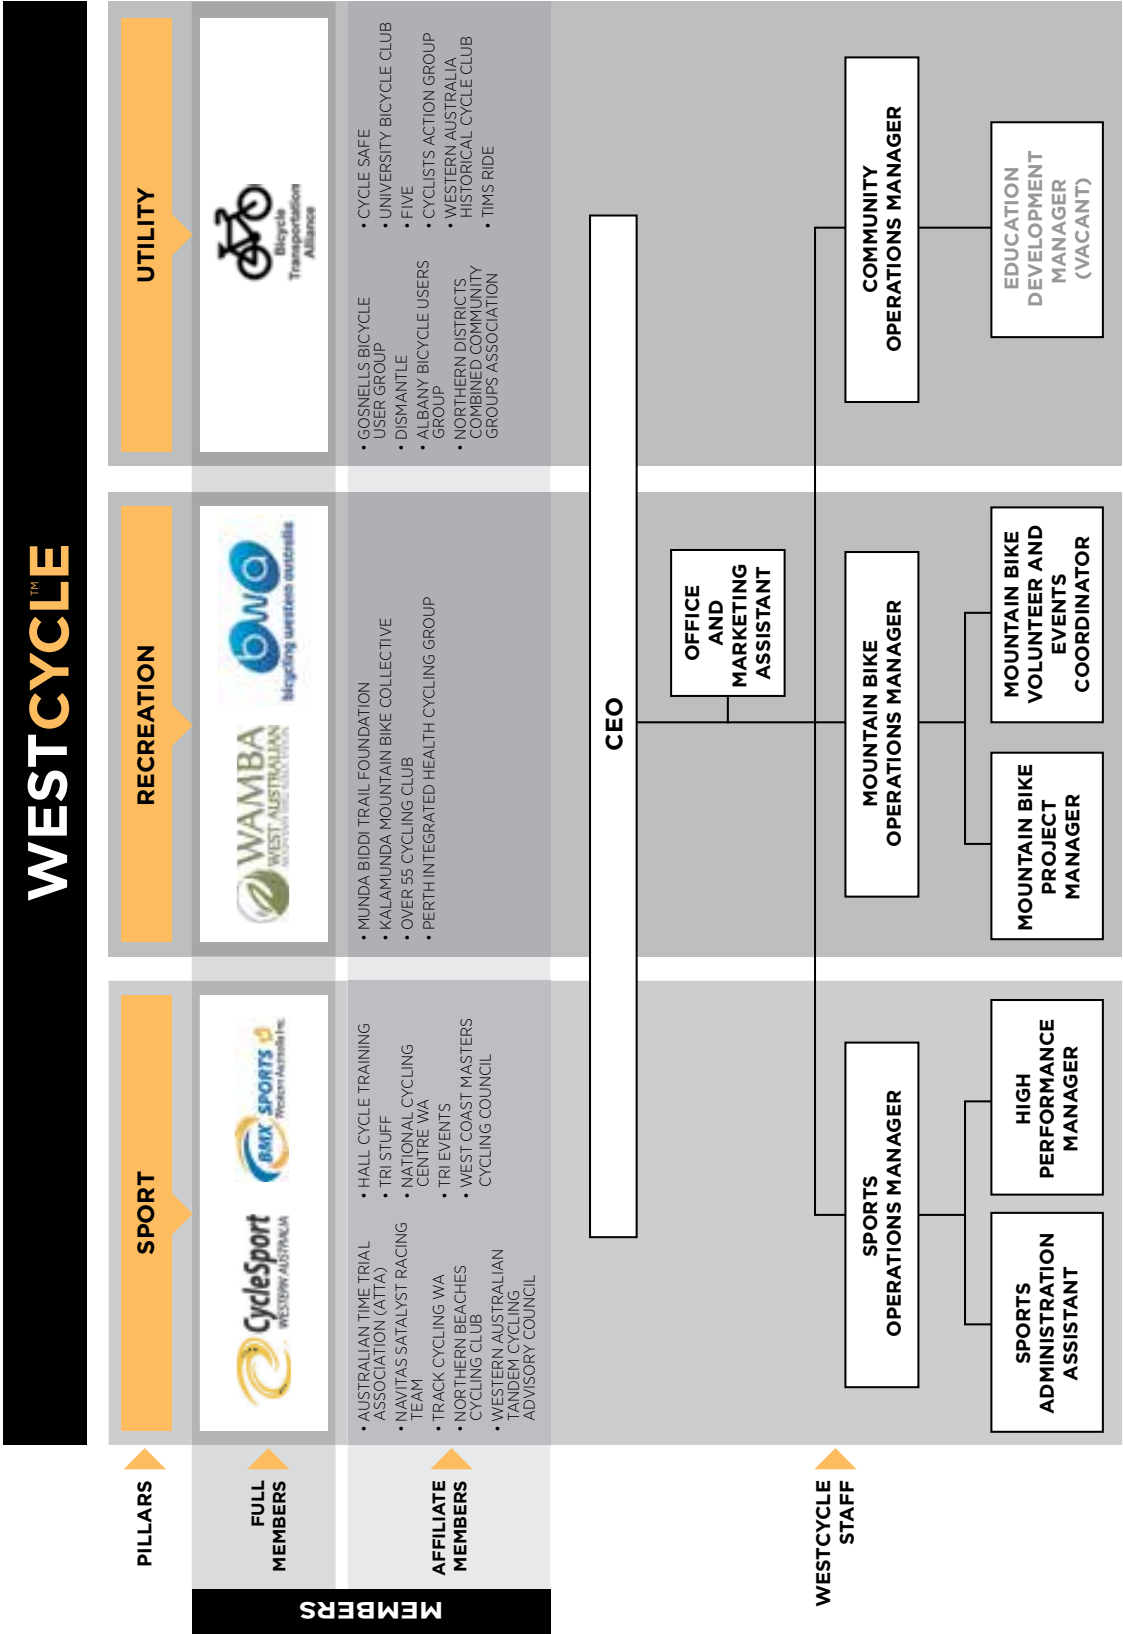 WESTCYCLE™
PILLARS
SPORT
RECREATION
UTILITY
MEMBERS
FULL
MEMBERS
CycleSport
WESTERN AUSTRALIA
BMX SPORTS
Western Australia Inc.
WAMBA
WEST AUSTRALIAN
bwa
bicycling western australia
Bicycle
Transportation
Alliance
AFFILIATE
MEMBERS
• AUSTRALIAN TIME TRIAL
ASSOCIATION (ATTA)
• NAVITAS SATALYST RACING
TEAM
• TRACK CYCLING WA
• NORTHERN BEACHES
CYCLING CLUB
• WESTERN AUSTRALIAN
TANDEM CYCLING
ADVISORY COUNCIL
• HALL CYCLE TRAINING
• TRI STUFF
• NATIONAL CYCLING
CENTRE WA
• TRI EVENTS
• WEST COAST MASTERS
CYCLING COUNCIL
• MUNDA BIDDI TRAIL FOUNDATION
• KALAMUNDA MOUNTAIN BIKE COLLECTIVE
• OVER 55 CYCLING CLUB
• PERTH INTEGRATED HEALTH CYCLING GROUP
• GOSNELLS BICYCLE
USER GROUP
• DISMANTLE
• ALBANY BICYCLE USERS
GROUP
• NORTHERN DISTRICTS
COMBINED COMMUNITY
GROUPS ASSOCIATION
• CYCLE SAFE
• UNIVERSITY BICYCLE CLUB
• FIVE
• CYCLISTS ACTION GROUP
• WESTERN AUSTRALIA
HISTORICAL CYCLE CLUB
• TIMS RIDE
WESTCYCLE
STAFF
CEO
OFFICE
AND
MARKETING
ASSISTANT
SPORTS
OPERATIONS MANAGER
MOUNTAIN BIKE
OPERATIONS MANAGER
COMMUNITY
OPERATIONS MANAGER
SPORTS
ADMINISTRATION
ASSISTANT
HIGH
PERFORMANCE
MANAGER
MOUNTAIN BIKE
PROJECT
MANAGER
MOUNTAIN BIKE
VOLUNTEER AND
EVENTS
COORDINATOR
EDUCATION
DEVELOPMENT
MANAGER
(VACANT)